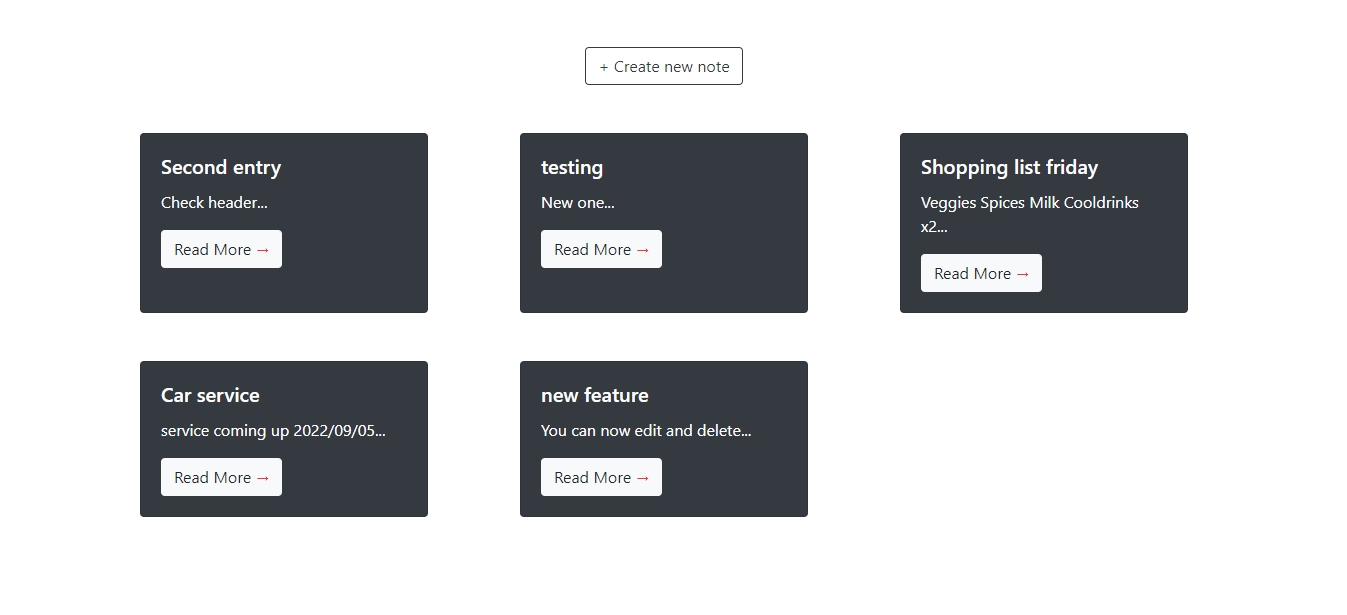 + Create new note
Second entry
Check header...
Read More →
testing
New one...
Read More →
Shopping list friday
Veggies Spices Milk Cooldrinks
x2...
Read More →
Car service
service coming up 2022/09/05...
Read More →
new feature
You can now edit and delete...
Read More →